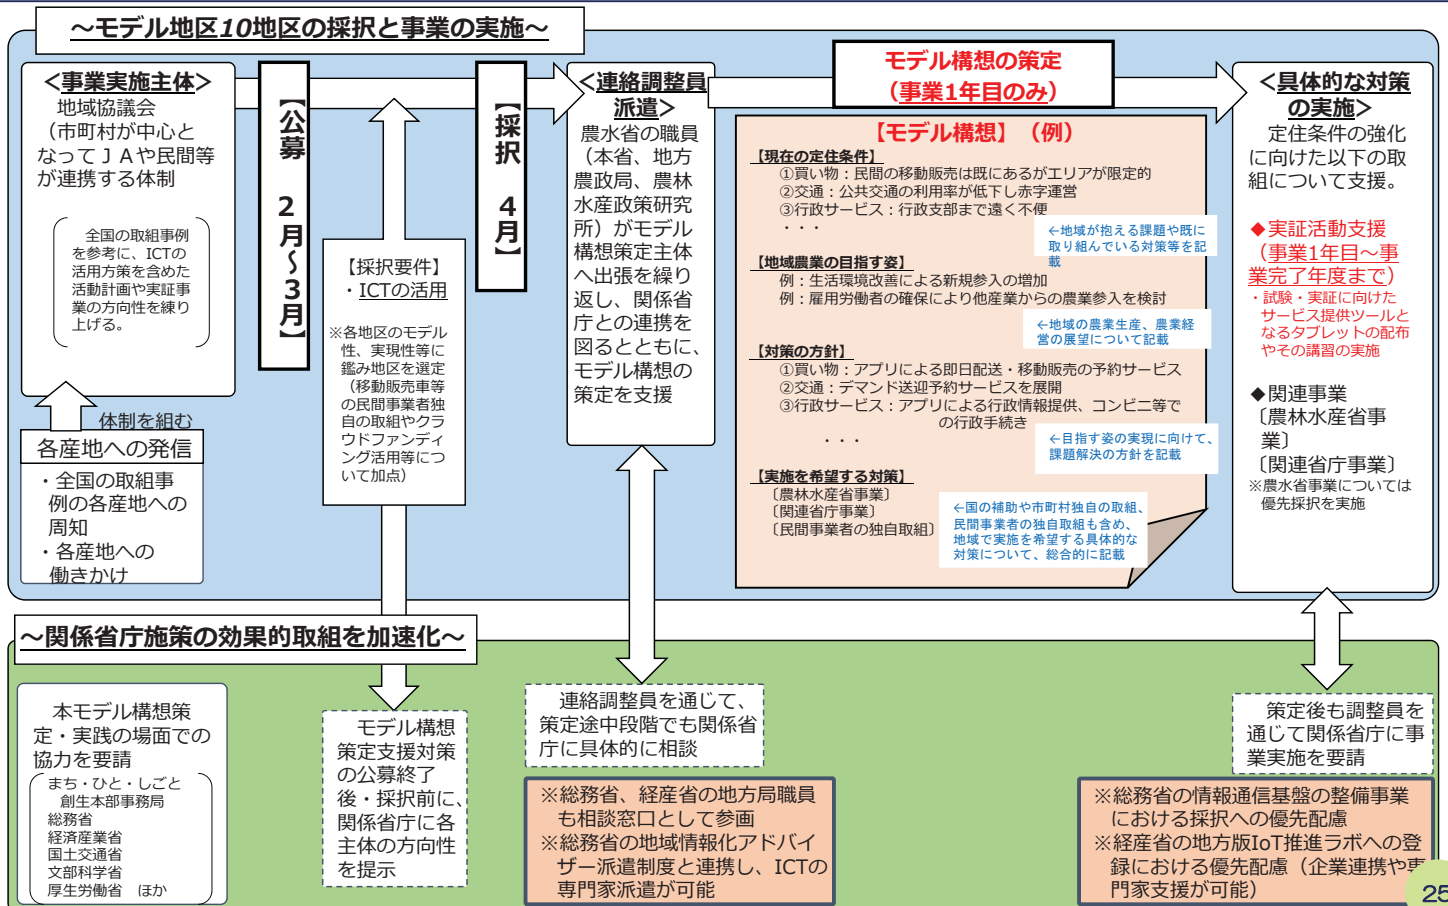 ～モデル地区10地区の採択と事業の実施～
＜事業実施主体＞
地域協議会
（市町村が中心と
なってＪＡや民間等
が連携する体制
全国の取組事例
を参考に、ICTの
活用方策を含めた
活動計画や実証事
業の方向性を練り
上げる。
体制を組む
各産地への発信
・全国の取組事
例の各産地への
周知
・各産地への
働きかけ
【公募　２月～３月】
【採択要件】
・ICTの活用
※各地区のモデル
性、実現性等に
鑑み地区を選定
（移動販売車等
の民間事業者独
自の取組やクラ
ウドファンディ
ング活用等につ
いて加点）
【採択　４月】
＜連絡調整員
派遣＞
農水省の職員
（本省、地方
農政局、農林
水産政策研究
所）がモデル
構想策定主体
へ出張を繰り
返し、関係省
庁との連携を
図るとともに、
モデル構想の
策定を支援
モデル構想の策定
（事業1年目のみ）
【モデル構想】（例）
【現在の定住条件】
①買い物：民間の移動販売は既にあるがエリアが限定的
②交通：公共交通の利用率が低下し赤字運営
③行政サービス：行政支部まで遠く不便
・・・
←地域が抱える課題や既に
取り組んでいる対策等を記
載
【地域農業の目指す姿】
例：生活環境改善による新規参入の増加
例：雇用労働者の確保により他産業からの農業参入を検討
←地域の農業生産、農業経
営の展望について記載
【対策の方針】
①買い物：アプリによる即日配送・移動販売の予約サービス
②交通：デマンド送迎予約サービスを展開
③行政サービス：アプリによる行政情報提供、コンビニ等で
の行政手続き
・・・
←目指す姿の実現に向けて、
課題解決の方針を記載
【実施を希望する対策】
〔農林水産省事業〕
〔関連省庁事業〕
〔民間事業者の独自取組〕
←国の補助や市町村独自の取組、
民間事業者の独自取組も含め、
地域で実施を希望する具体的な
対策について、総合的に記載
＜具体的な対策
の実施＞
定住条件の強化
に向けた以下の取
組について支援。
◆実証活動支援
（事業1年目～事
業完了年度まで）
・試験・実証に向けた
サービス提供ツールと
なるタブレットの配布
やその講習の実施
◆関連事業
〔農林水産省事
業〕
〔関連省庁事業〕
※農水省事業については
優先採択を実施
～関係省庁施策の効果的取組を加速化～
本モデル構想策
定・実践の場面での
協力を要請
まち・ひと・しごと
創生本部事務局
総務省
経済産業省
国土交通省
文部科学省
厚生労働省　ほか
モデル構想
策定支援対策
の公募終了
後・採択前に、
関係省庁に各
主体の方向性
を提示
連絡調整員を通じて、
策定途中段階でも関係省
庁に具体的に相談
※総務省、経産省の地方局職員
も相談窓口として参画
※総務省の地域情報化アドバイ
ザー派遣制度と連携し、ICTの
専門家派遣が可能
策定後も調整員を
通じて関係省庁に事
業実施を要請
※総務省の情報通信基盤の整備事業
における採択への優先配慮
※経産省の地方版IoT推進ラボへの登
録における優先配慮（企業連携や専
門家支援が可能）
25